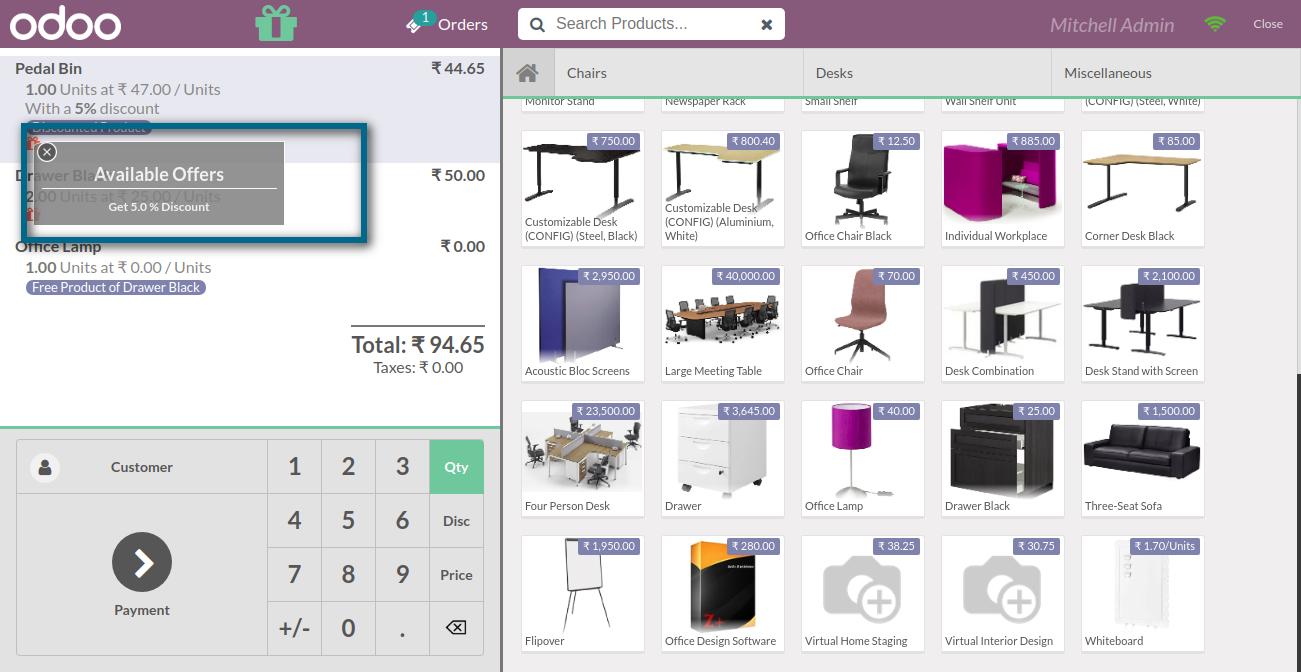 odoo
1 Orders
Search Products...
Mitchell Admin
Close
Pedal Bin ₹ 44.65
1.00 Units at ₹ 47.00 / Units
With a 5% discount
Discounted Product
Available Offers
Get 5.0 % Discount
Drawer Bla ₹ 50.00
2.00 Units at ₹ 25.00 / Units
Office Lamp ₹ 0.00
1.00 Units at ₹ 0.00 / Units
Free Product of Drawer Black
Total: ₹ 94.65
Taxes: ₹ 0.00
Customer
Payment
1 2 3 Qty
4 5 6 Disc
7 8 9 Price
+/- 0 .
Chairs Desks Miscellaneous
Monitor Stand
Newspaper Rack
Small Shelf
Wall Shelf Unit
(CONFIG) (Steel, White)
₹ 750.00
Customizable Desk
(CONFIG) (Steel, Black)
₹ 800.40
Customizable Desk
(CONFIG) (Aluminium,
White)
₹ 12.50
Office Chair Black
₹ 885.00
Individual Workplace
₹ 85.00
Corner Desk Black
₹ 2,950.00
Acoustic Bloc Screens
₹ 40,000.00
Large Meeting Table
₹ 70.00
Office Chair
₹ 450.00
Desk Combination
₹ 2,100.00
Desk Stand with Screen
₹ 23,500.00
Four Person Desk
₹ 3,645.00
Drawer
₹ 40.00
Office Lamp
₹ 25.00
Drawer Black
₹ 1,500.00
Three-Seat Sofa
₹ 1,950.00
Flipover
₹ 280.00
Z+
Office Design Software
₹ 38.25
Virtual Home Staging
₹ 30.75
Virtual Interior Design
₹ 1.70/Units
Whiteboard